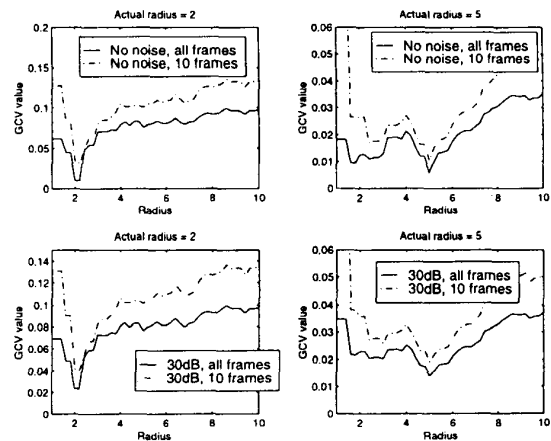 Actual radius = 2
0.2
0.15
0.1
0.05
0
GCV value
No noise, all frames
No noise, 10 frames
2 4 6 8 10
Radius
Actual radius = 5
0.06
0.05
0.04
0.03
0.02
0.01
0
GCV value
No noise, all frames
No noise, 10 frames
2 4 6 8 10
Radius
Actual radius = 2
0.14
0.12
0.1
0.08
0.06
0.04
0.02
0
GCV value
30dB, all frames
30dB, 10 frames
2 4 6 8 10
Radius
Actual radius = 5
0.06
0.05
0.04
0.03
0.02
0.01
0
GCV value
30dB, all frames
30dB, 10 frames
2 4 6 8 10
Radius